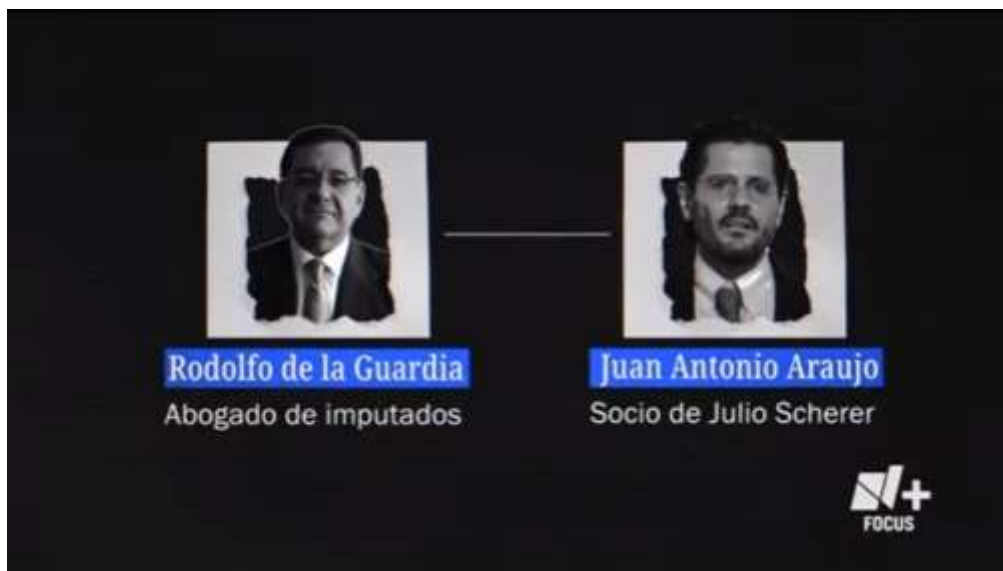 Rodolfo de la Guardia
Abogado de imputados
Juan Antonio Araujo
Socio de Julio Scherer
N+
FOCUS